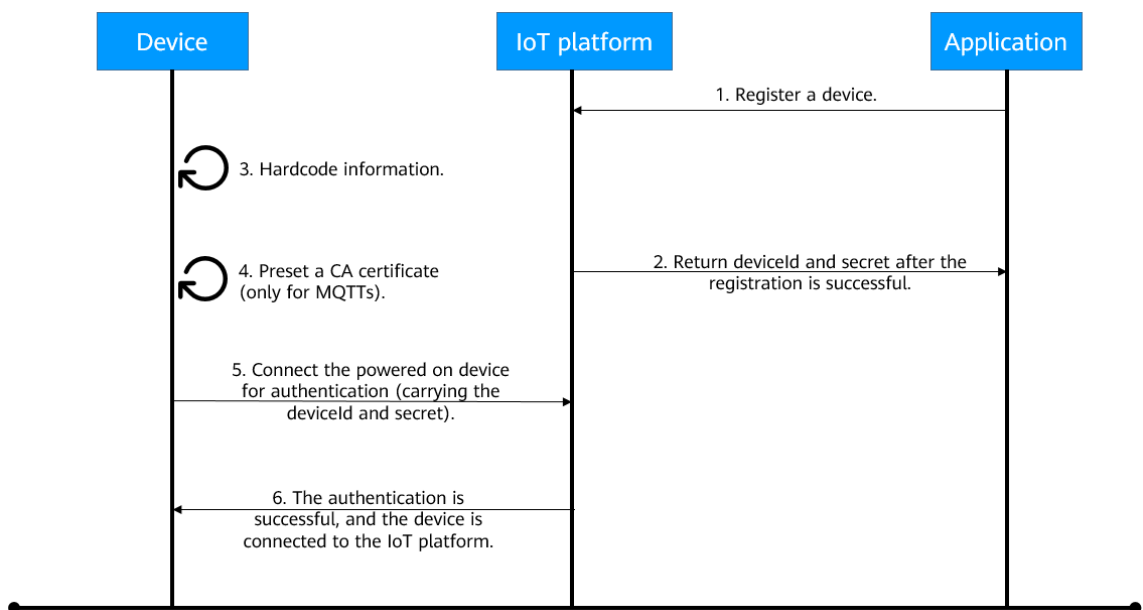 Device
IoT platform
Application
1. Register a device.
3. Hardcode information.
2. Return deviceId and secret after the
registration is successful.
4. Preset a CA certificate
(only for MQTTs).
5. Connect the powered on device
for authentication (carrying the
deviceId and secret).
6. The authentication is
successful, and the device is
connected to the IoT platform.